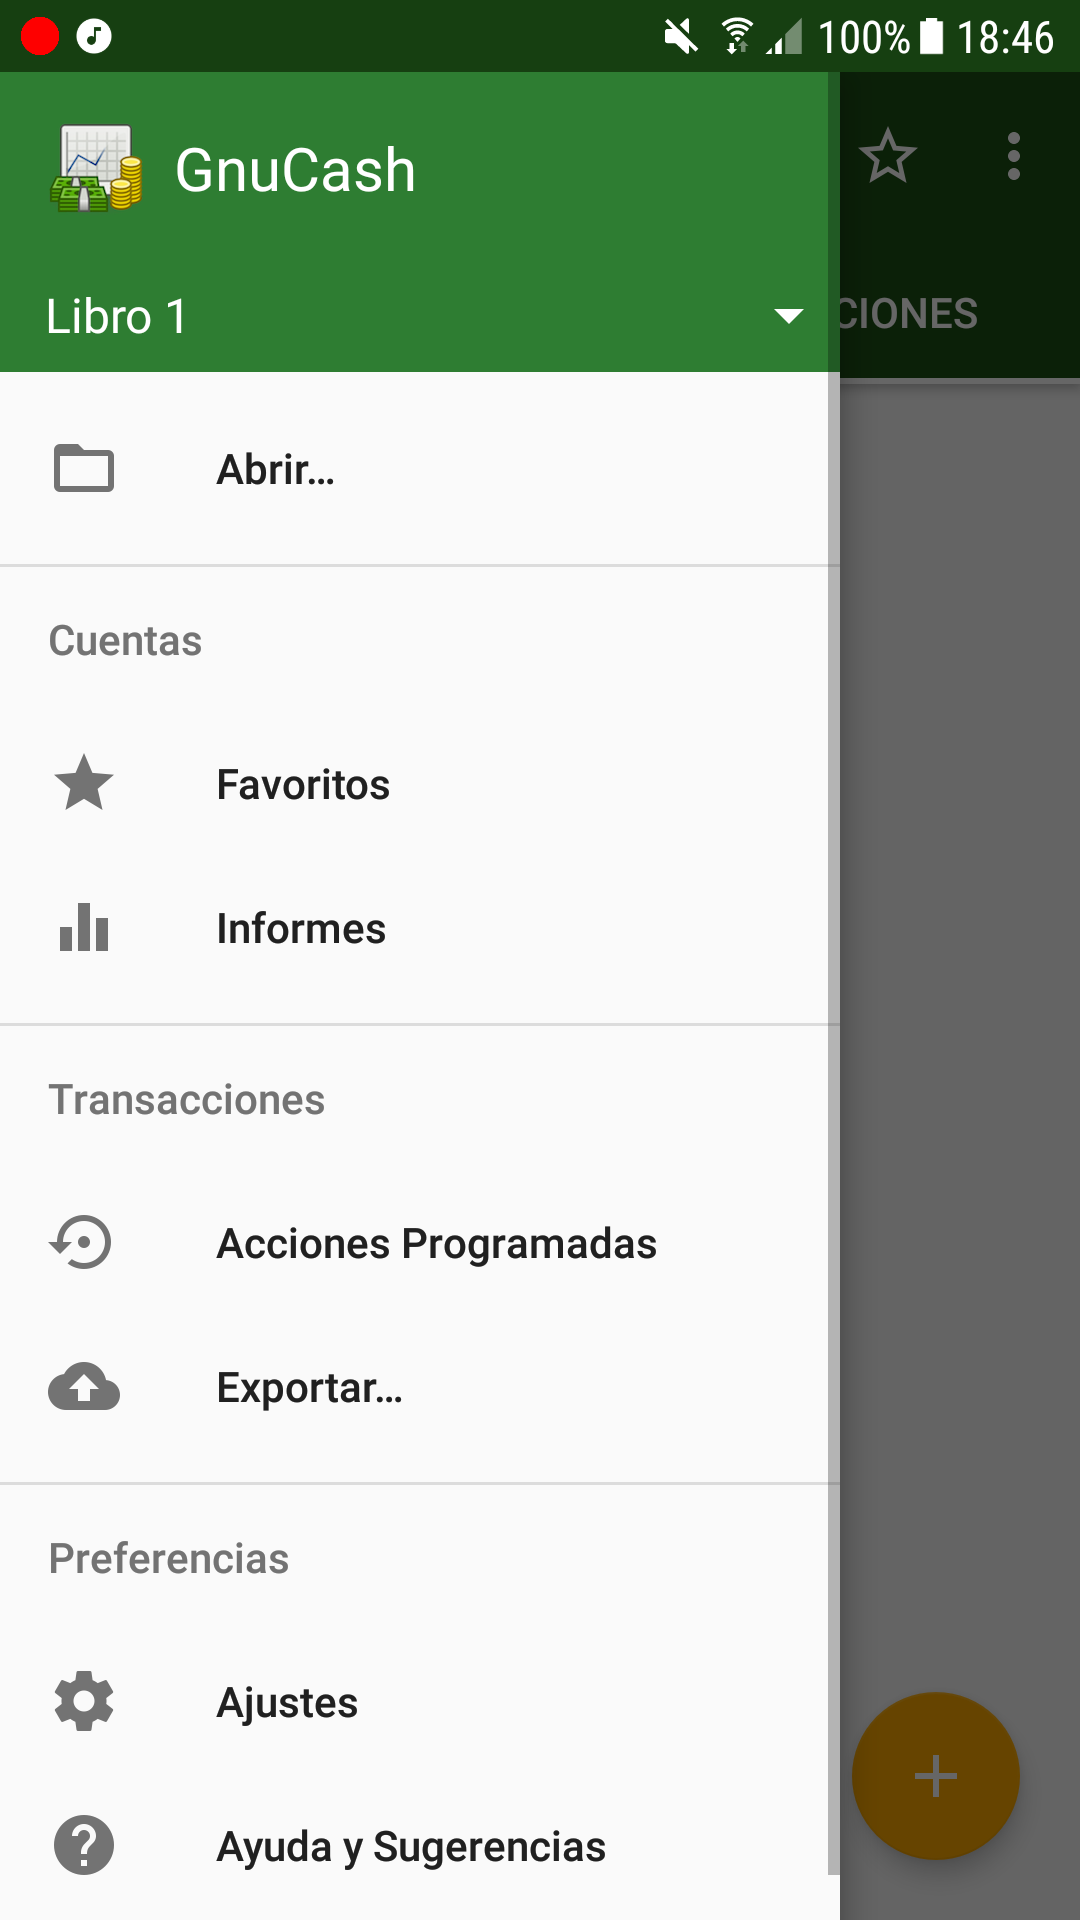 100% 18:46
GnuCash
Libro 1
CIONES
Abrir...
Cuentas
Favoritos
Informes
Transacciones
Acciones Programadas
Exportar...
Preferencias
Ajustes
Ayuda y Sugerencias